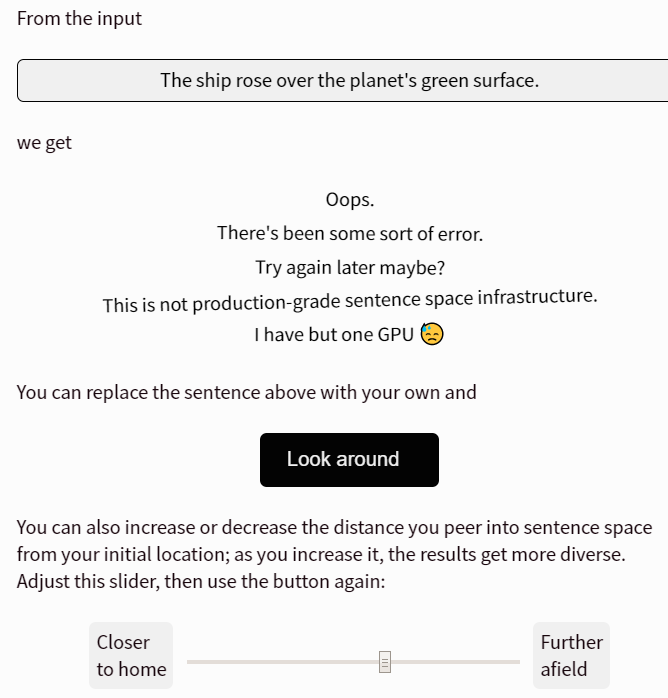 From the input
The ship rose over the planet's green surface.
we get
Oops.
There's been some sort of error.
Try again later maybe?
This is not production-grade sentence space infrastructure.
I have but one GPU 😓
You can replace the sentence above with your own and
Look around
You can also increase or decrease the distance you peer into sentence space
from your initial location; as you increase it, the results get more diverse.
Adjust this slider, then use the button again:
Closer
to home
Further
afield